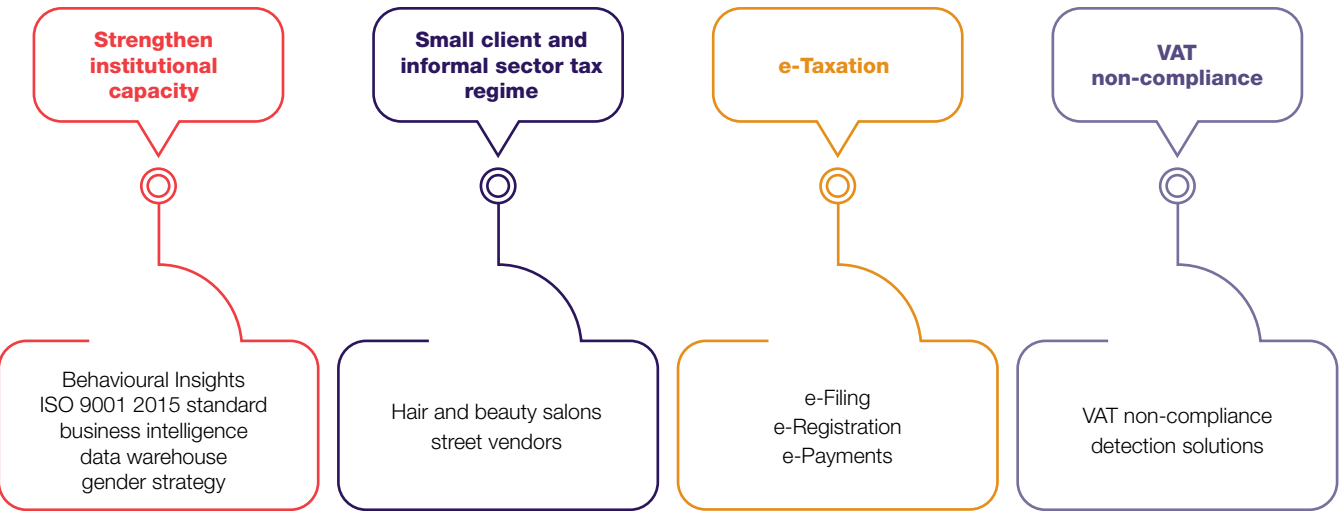 Strengthen
institutional
capacity
Behavioural Insights
ISO 9001 2015 standard
business intelligence
data warehouse
gender strategy
Small client and
informal sector tax
regime
Hair and beauty salons
street vendors
e-Taxation
e-Filing
e-Registration
e-Payments
VAT
non-compliance
VAT non-compliance
detection solutions